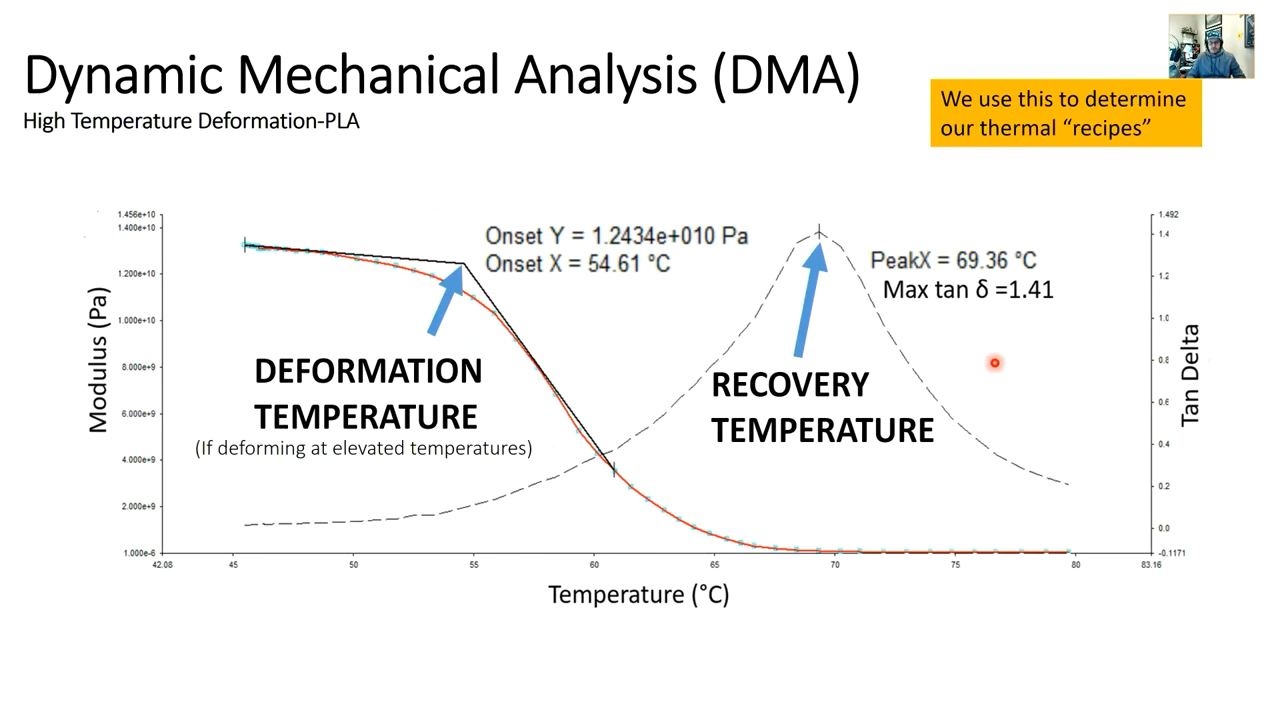 Dynamic Mechanical Analysis (DMA)
High Temperature Deformation-PLA
We use this to determine
our thermal “recipes”
1.456e+10
1.400e+10
1.200e+10
1.000e+10
8.000e+9
6.000e+9
4.000e+9
2.000e+9
1.000e-6
Modulus (Pa)
Onset Y = 1.2434e+010 Pa
Onset X = 54.61 °C
PeakX = 69.36 °C
Max tan δ =1.41
DEFORMATION
TEMPERATURE
(If deforming at elevated temperatures)
RECOVERY
TEMPERATURE
1.492
1.4
1.2
1.0
0.8
0.6
0.4
0.2
0.0
-0.1171
Tan Delta
42.08 45 50 55 60 65 70 75 80 83.16
Temperature (°C)